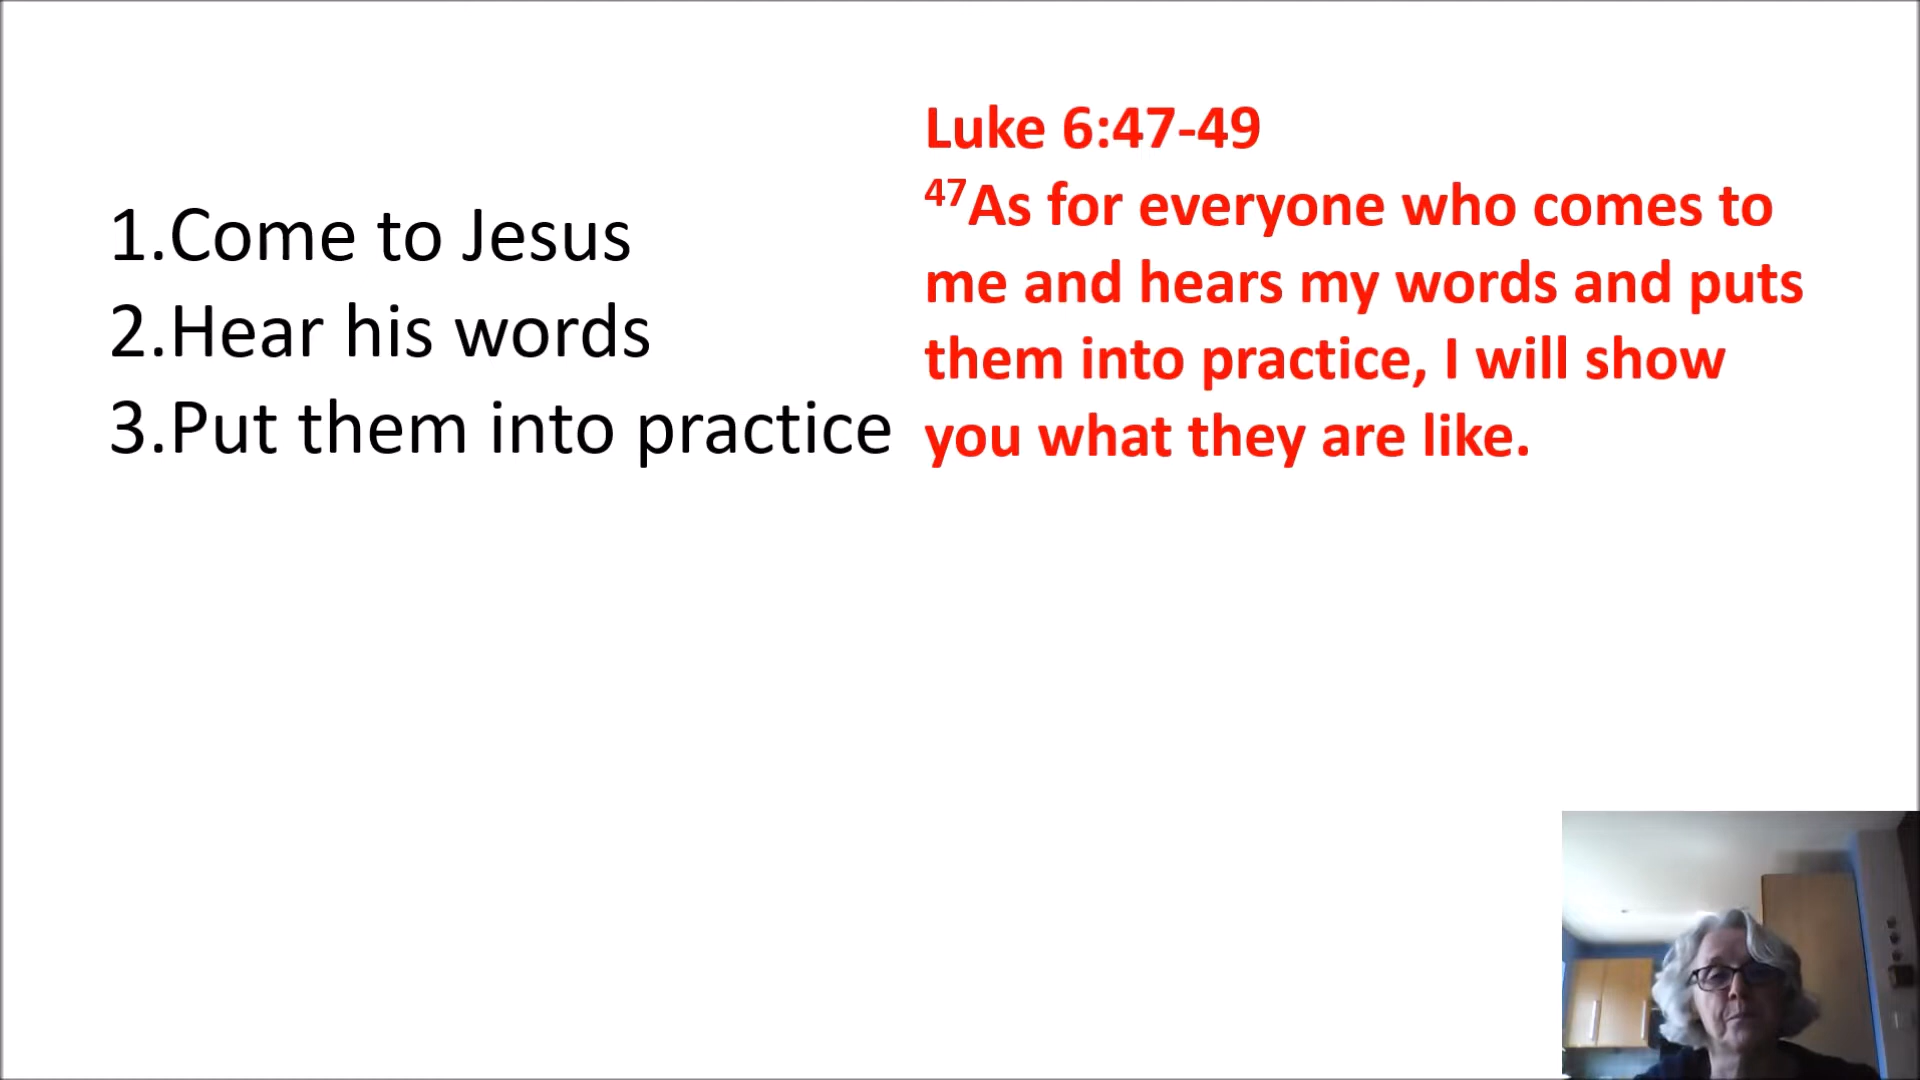 1.Come to Jesus
2.Hear his words
3.Put them into practice
Luke 6:47-49
47As for everyone who comes to
me and hears my words and puts
them into practice, I will show
you what they are like.